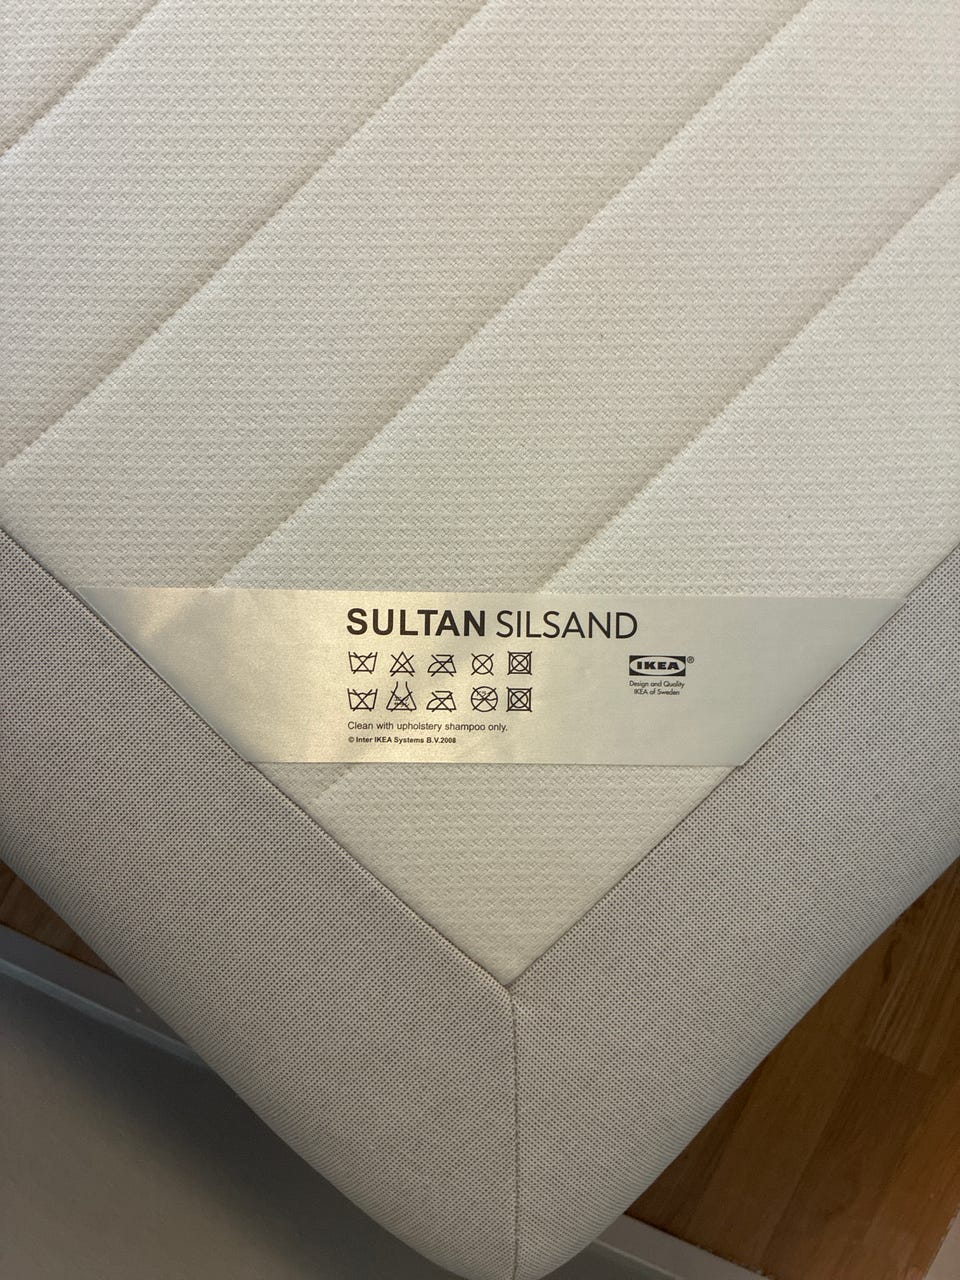 SULTAN SILSAND
IKEA®
Design and Quality
IKEA of Sweden
Clean with upholstery shampoo only.
© Inter IKEA Systems B.V.2008